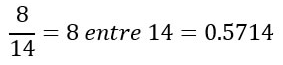 8/14 = 8 entre 14 = 0.5714